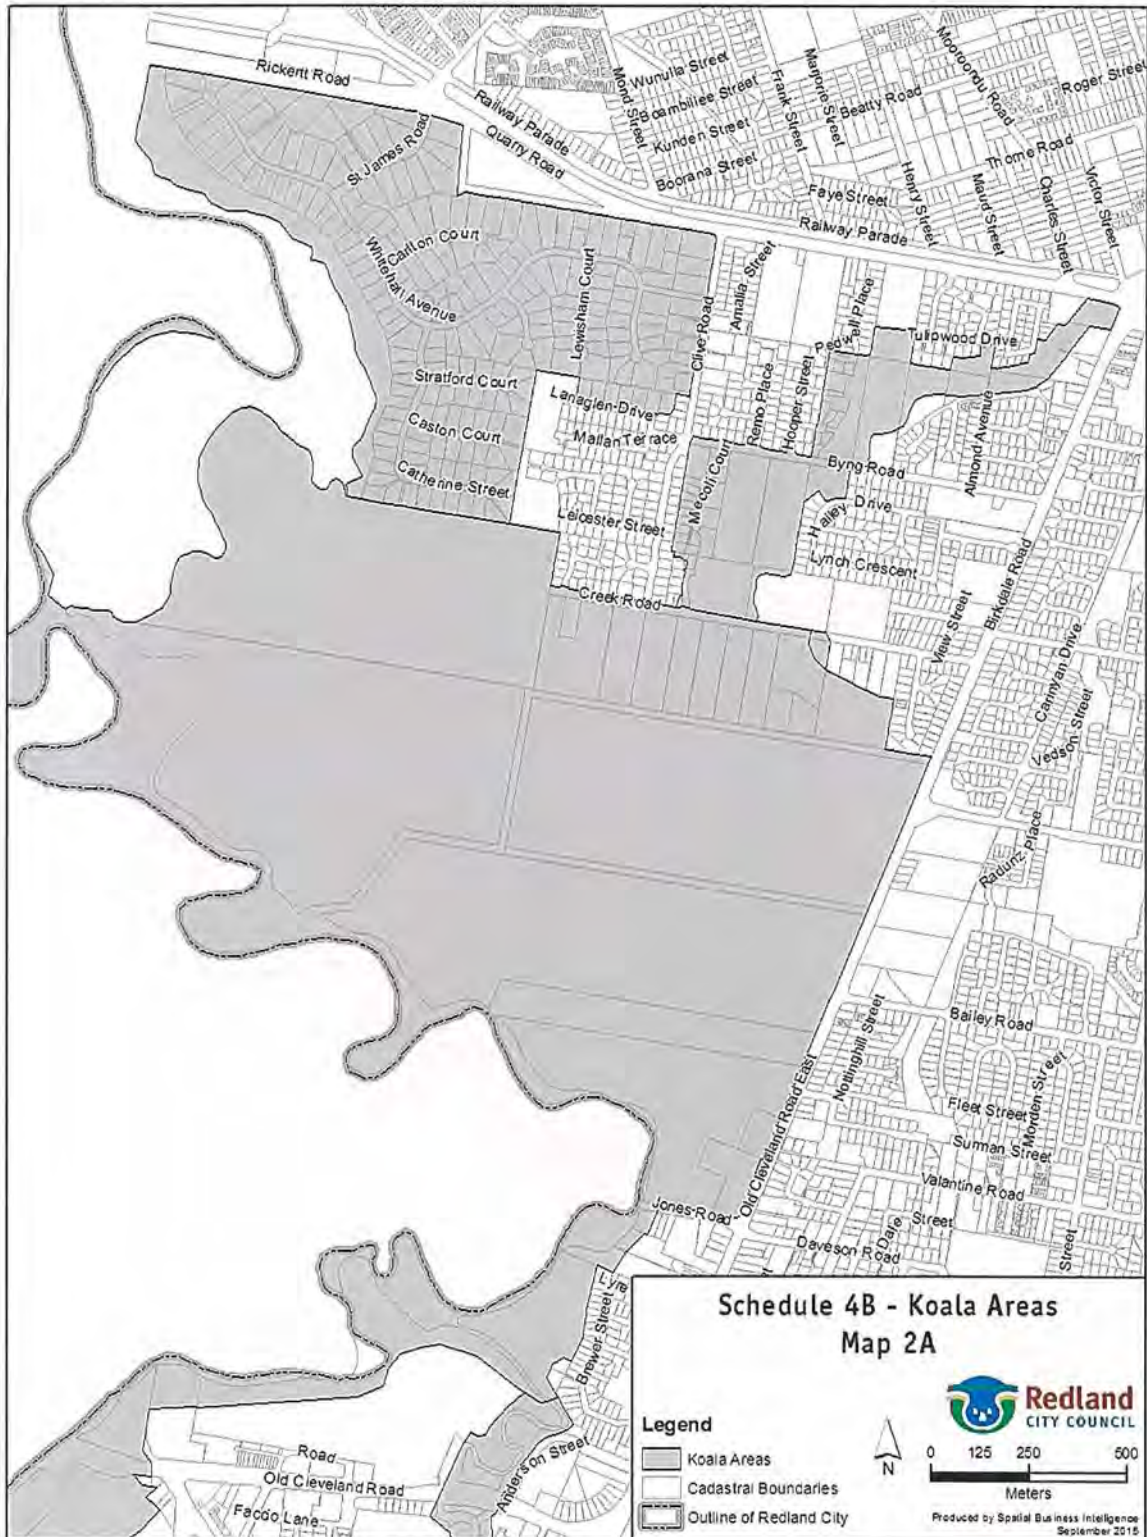 Rickertt Road
St James Road
Railway Parade
Quarry Road
Mond Street
Wunulla Street
Boambillee Street
Kunden Street
Boorana Street
Frank Street
Marjorie Street
Beatty Road
Mooroondu Road
Roger Street
Thorne Road
Faye Street
Henry Street
Maud Street
Charles Street
Victor Street
Railway Parade
Carlton Court
Whitehall Avenue
Lewisham Court
Clive Road
Amalia Street
Pedwell Place
Tulipwood Drive
Stratford Court
Lanaglen Drive
Caston Court
Mallan Terrace
Remo Place
Hooper Street
Catherine Street
Mecoli Court
Byng Road
Almond Avenue
Leicester Street
Halley Drive
Lynch Crescent
Creek Road
View Street
Birkdale Road
Cannyan Drive
Vedson Street
Radunz Place
Bailey Road
Nottinghill Street
Fleet Street
Morden Street
Surman Street
Valantine Road
Jones Road
Old Cleveland Road East
Dale Street
Daveson Road
Street
Lyre
Brewer Street
Anderson Street
Road
Old Cleveland Road
Facao Lane
Schedule 4B - Koala Areas
Map 2A
Redland
CITY COUNCIL
Legend
Koala Areas
Cadastral Boundaries
Outline of Redland City
N
0 125 250 500
Meters
Produced by Spatial Business Intelligence
September 2015